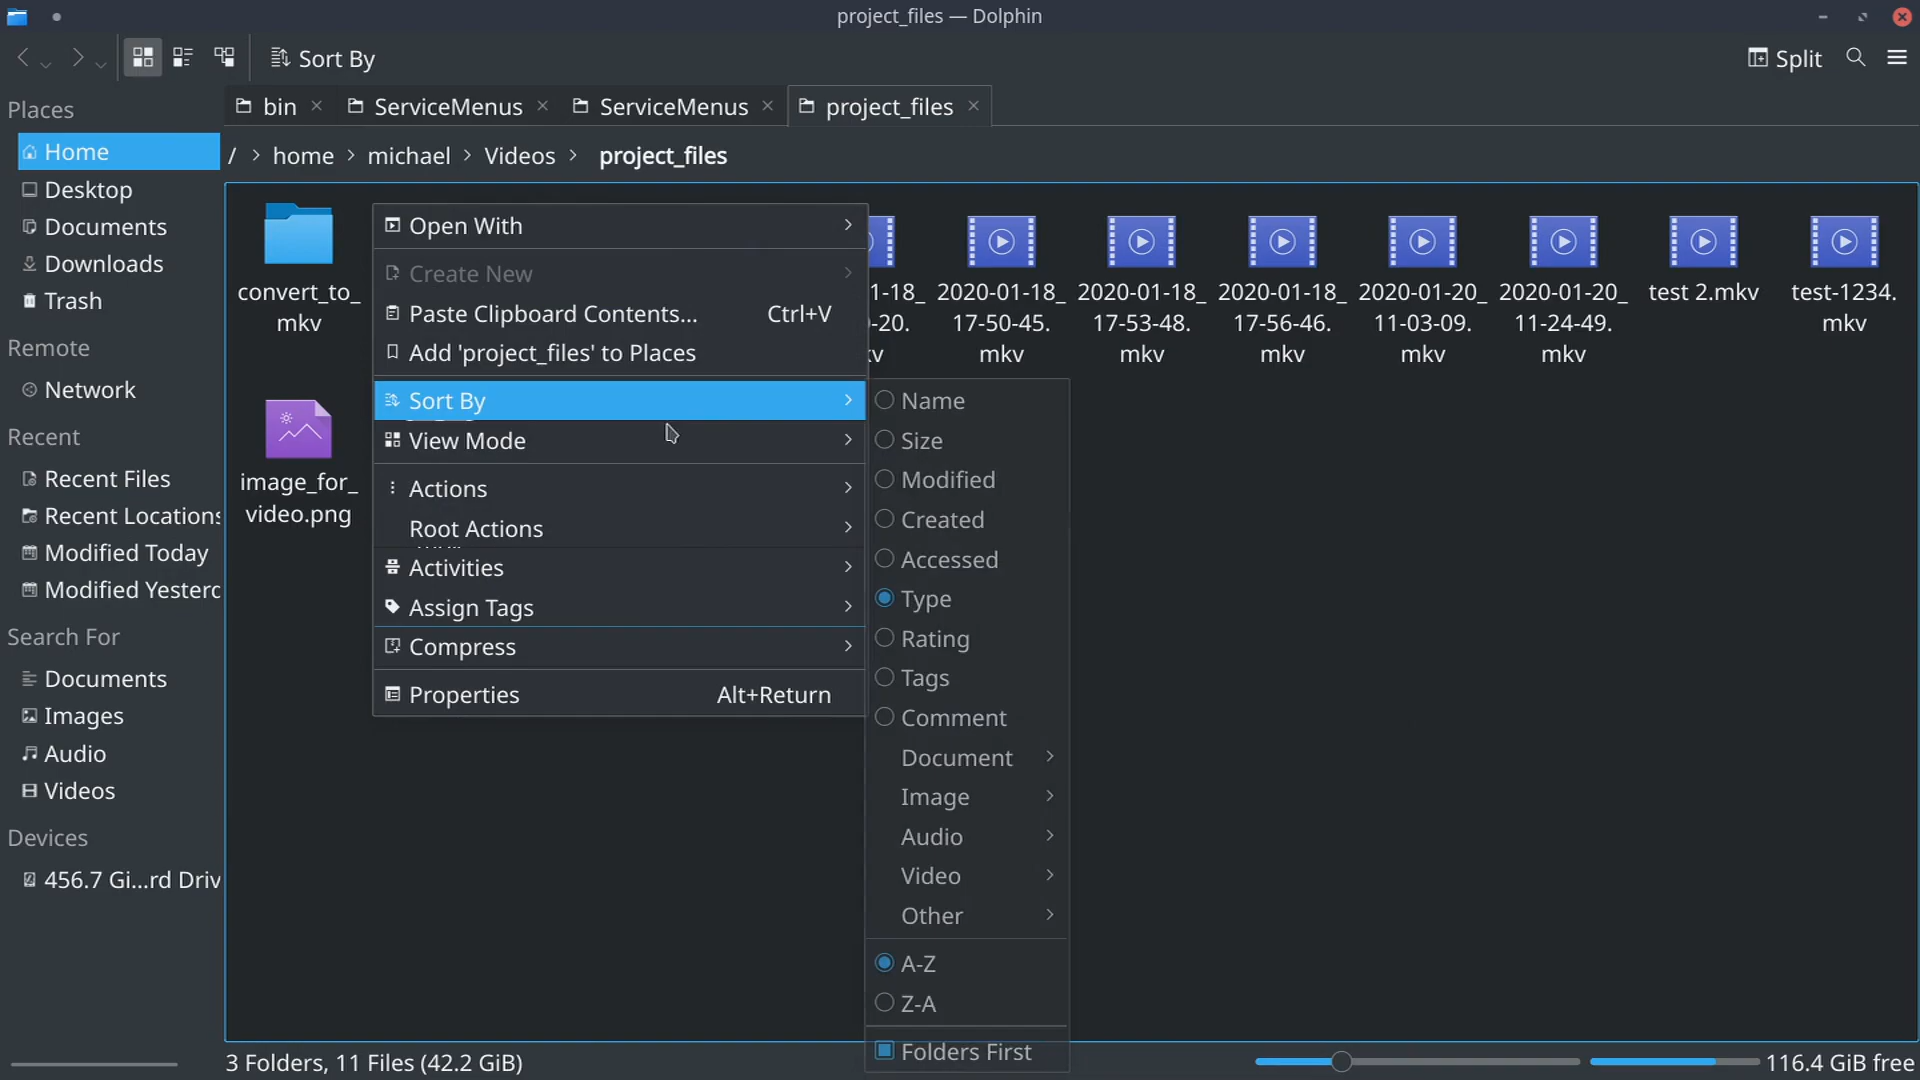 project_files — Dolphin
Sort By
Split
Places
Home
Desktop
Documents
Downloads
Trash
Remote
Network
Recent
Recent Files
Recent Locations
Modified Today
Modified Yesterd
Search For
Documents
Images
Audio
Videos
Devices
456.7 Gi...rd Driv
bin
ServiceMenus
ServiceMenus
project_files
/ > home > michael > Videos > project_files
convert_to_
mkv
image_for_
video.png
Open With
Create New
Paste Clipboard Contents... Ctrl+V
Add 'project_files' to Places
Sort By
View Mode
Actions
Root Actions
Activities
Assign Tags
Compress
Properties Alt+Return
2020-01-18_
17-50-45.
mkv
2020-01-18_
17-53-48.
mkv
2020-01-18_
17-56-46.
mkv
2020-01-20_
11-03-09.
mkv
2020-01-20_
11-24-49.
mkv
test 2.mkv
test-1234.
mkv
Name
Size
Modified
Created
Accessed
Type
Rating
Tags
Comment
Document
Image
Audio
Video
Other
A-Z
Z-A
Folders First
3 Folders, 11 Files (42.2 GiB)
116.4 GiB free